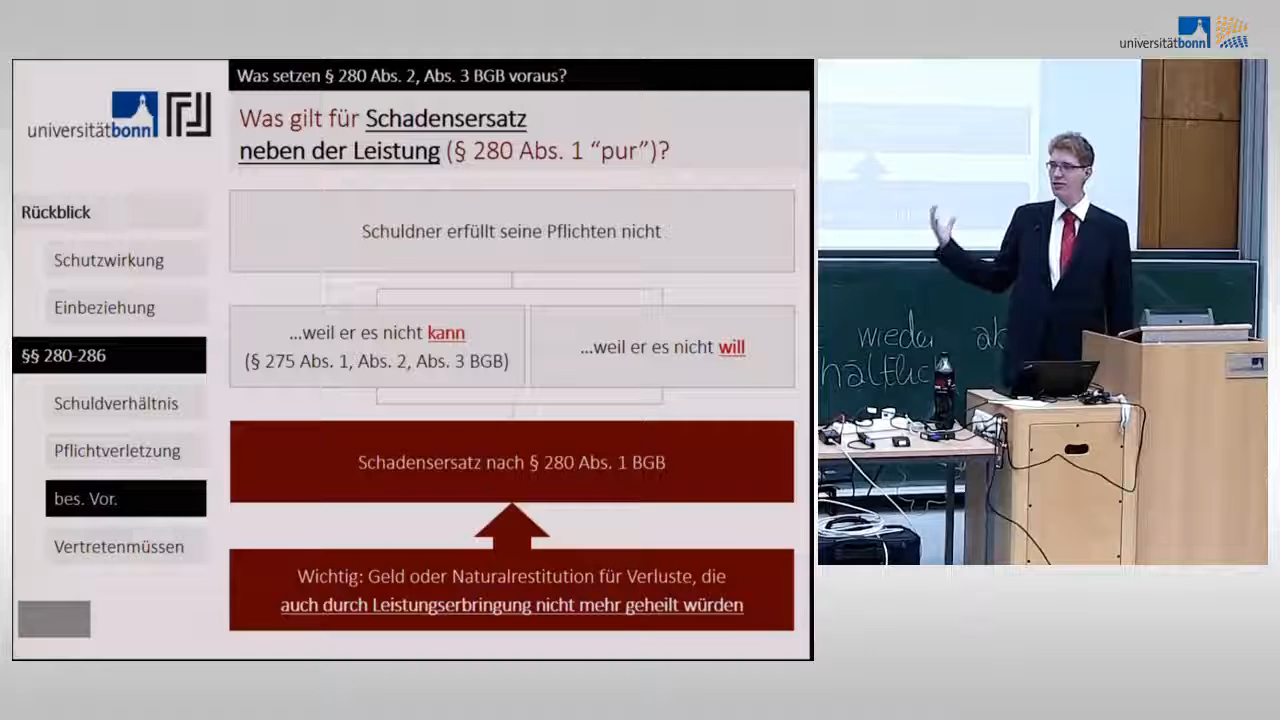 universitätbonn
Was setzen § 280 Abs. 2, Abs. 3 BGB voraus?
universitätbonn
Was gilt für Schadensersatz
neben der Leistung (§ 280 Abs. 1 “pur”)?
Rückblick
Schutzwirkung
Einbeziehung
§§ 280-286
Schuldverhältnis
Pflichtverletzung
bes. Vor.
Vertretenmüssen
Schuldner erfüllt seine Pflichten nicht
...weil er es nicht kann
(§ 275 Abs. 1, Abs. 2, Abs. 3 BGB)
...weil er es nicht will
Schadensersatz nach § 280 Abs. 1 BGB
Wichtig: Geld oder Naturalrestitution für Verluste, die
auch durch Leistungserbringung nicht mehr geheilt würden
wieder